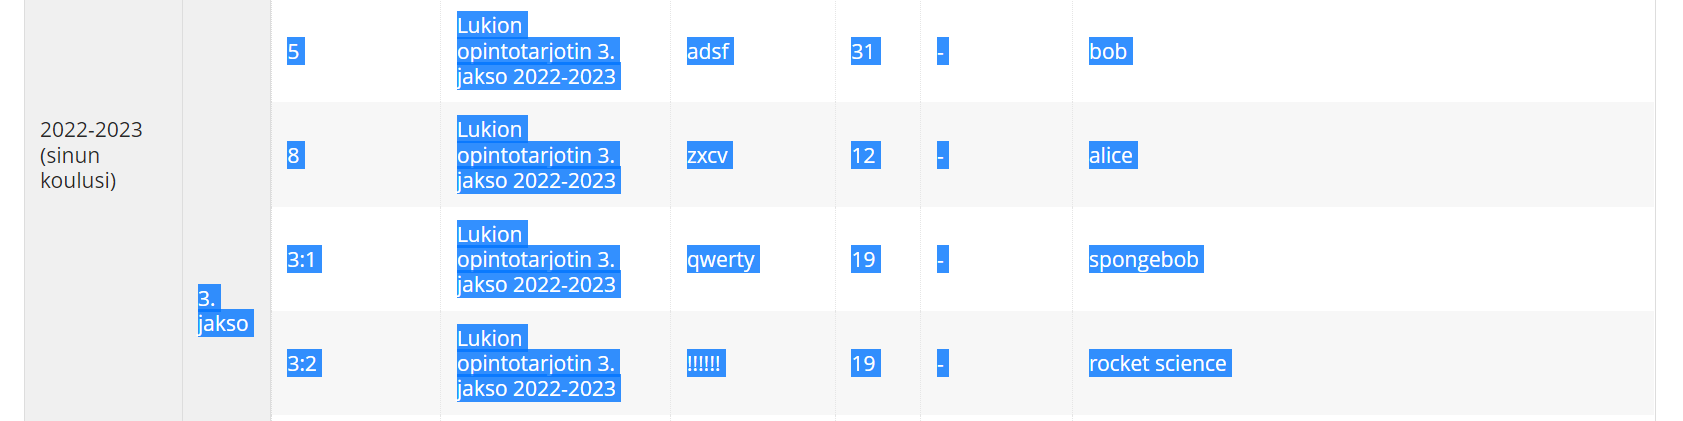 2022-2023
(sinun
koulusi)
3.
jakso
5
Lukion
opintotarjotin 3.
jakso 2022-2023
adsf
31
-
bob
8
Lukion
opintotarjotin 3.
jakso 2022-2023
zxcv
12
-
alice
3:1
Lukion
opintotarjotin 3.
jakso 2022-2023
qwerty
19
-
spongebob
3:2
Lukion
opintotarjotin 3.
jakso 2022-2023
!!!!!!
19
-
rocket science